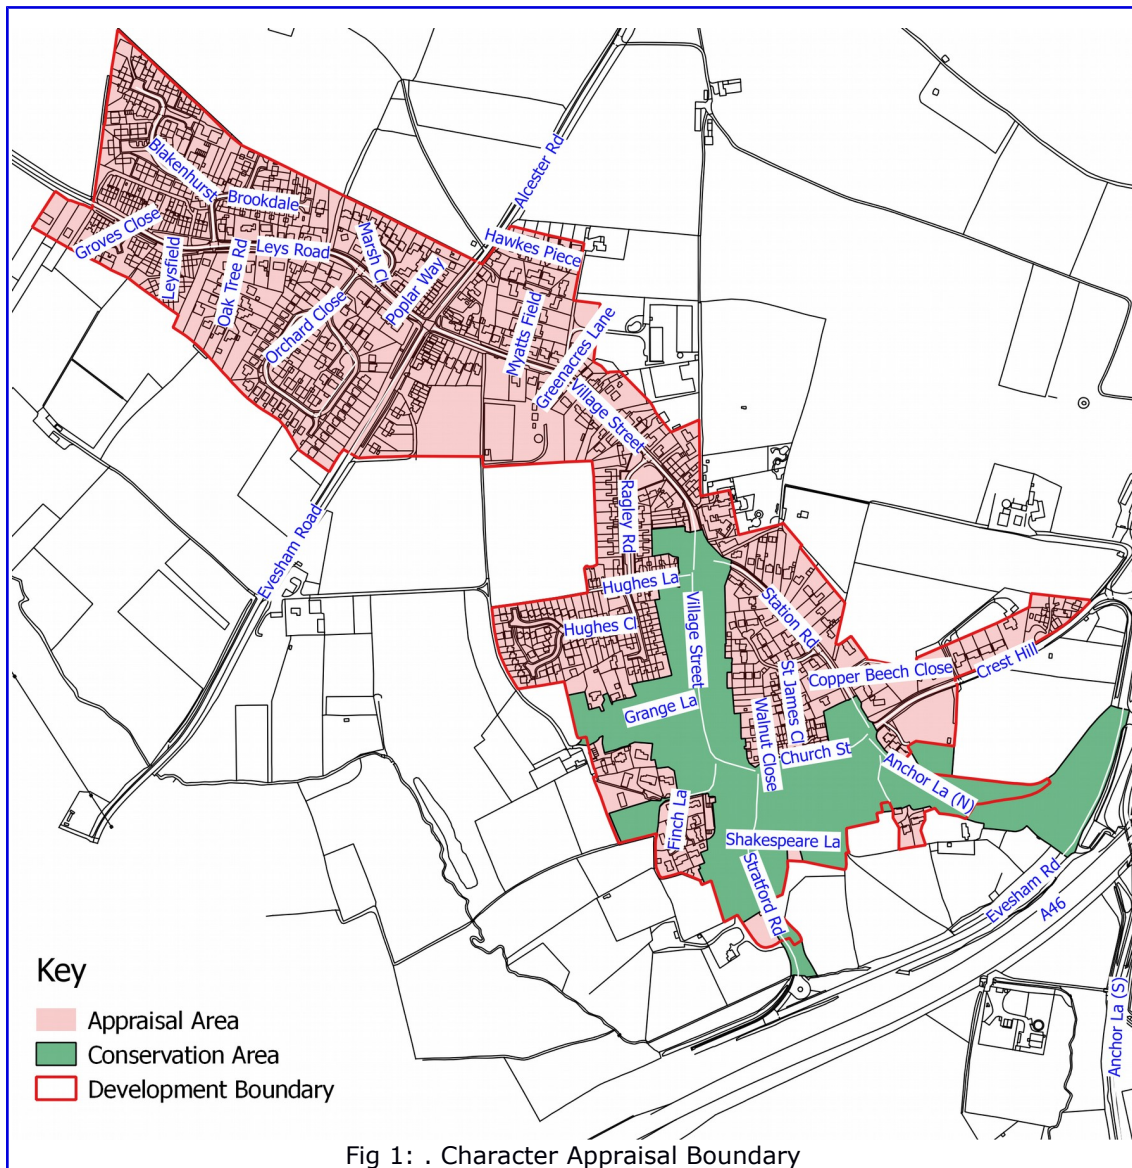 Alcester Rd
Blakenhurst
Brookdale
Groves Close
Leysfield
Oak Tree Rd
Leys Road
Marsh Cl
Orchard Close
Poplar Way
Hawkes Piece
Myatts Field
Greenacres Lane
Village Street
Evesham Road
Ragley Rd
Hughes La
Hughes Cl
Village Street
Station Rd
St James Cl
Copper Beech Close
Crest Hill
Grange La
Walnut Close
Church St
Anchor La (N)
Finch La
Shakespeare La
Stratford Rd
Evesham Rd
A46
Anchor La (S)
Key
Appraisal Area
Conservation Area
Development Boundary
Fig 1: . Character Appraisal Boundary